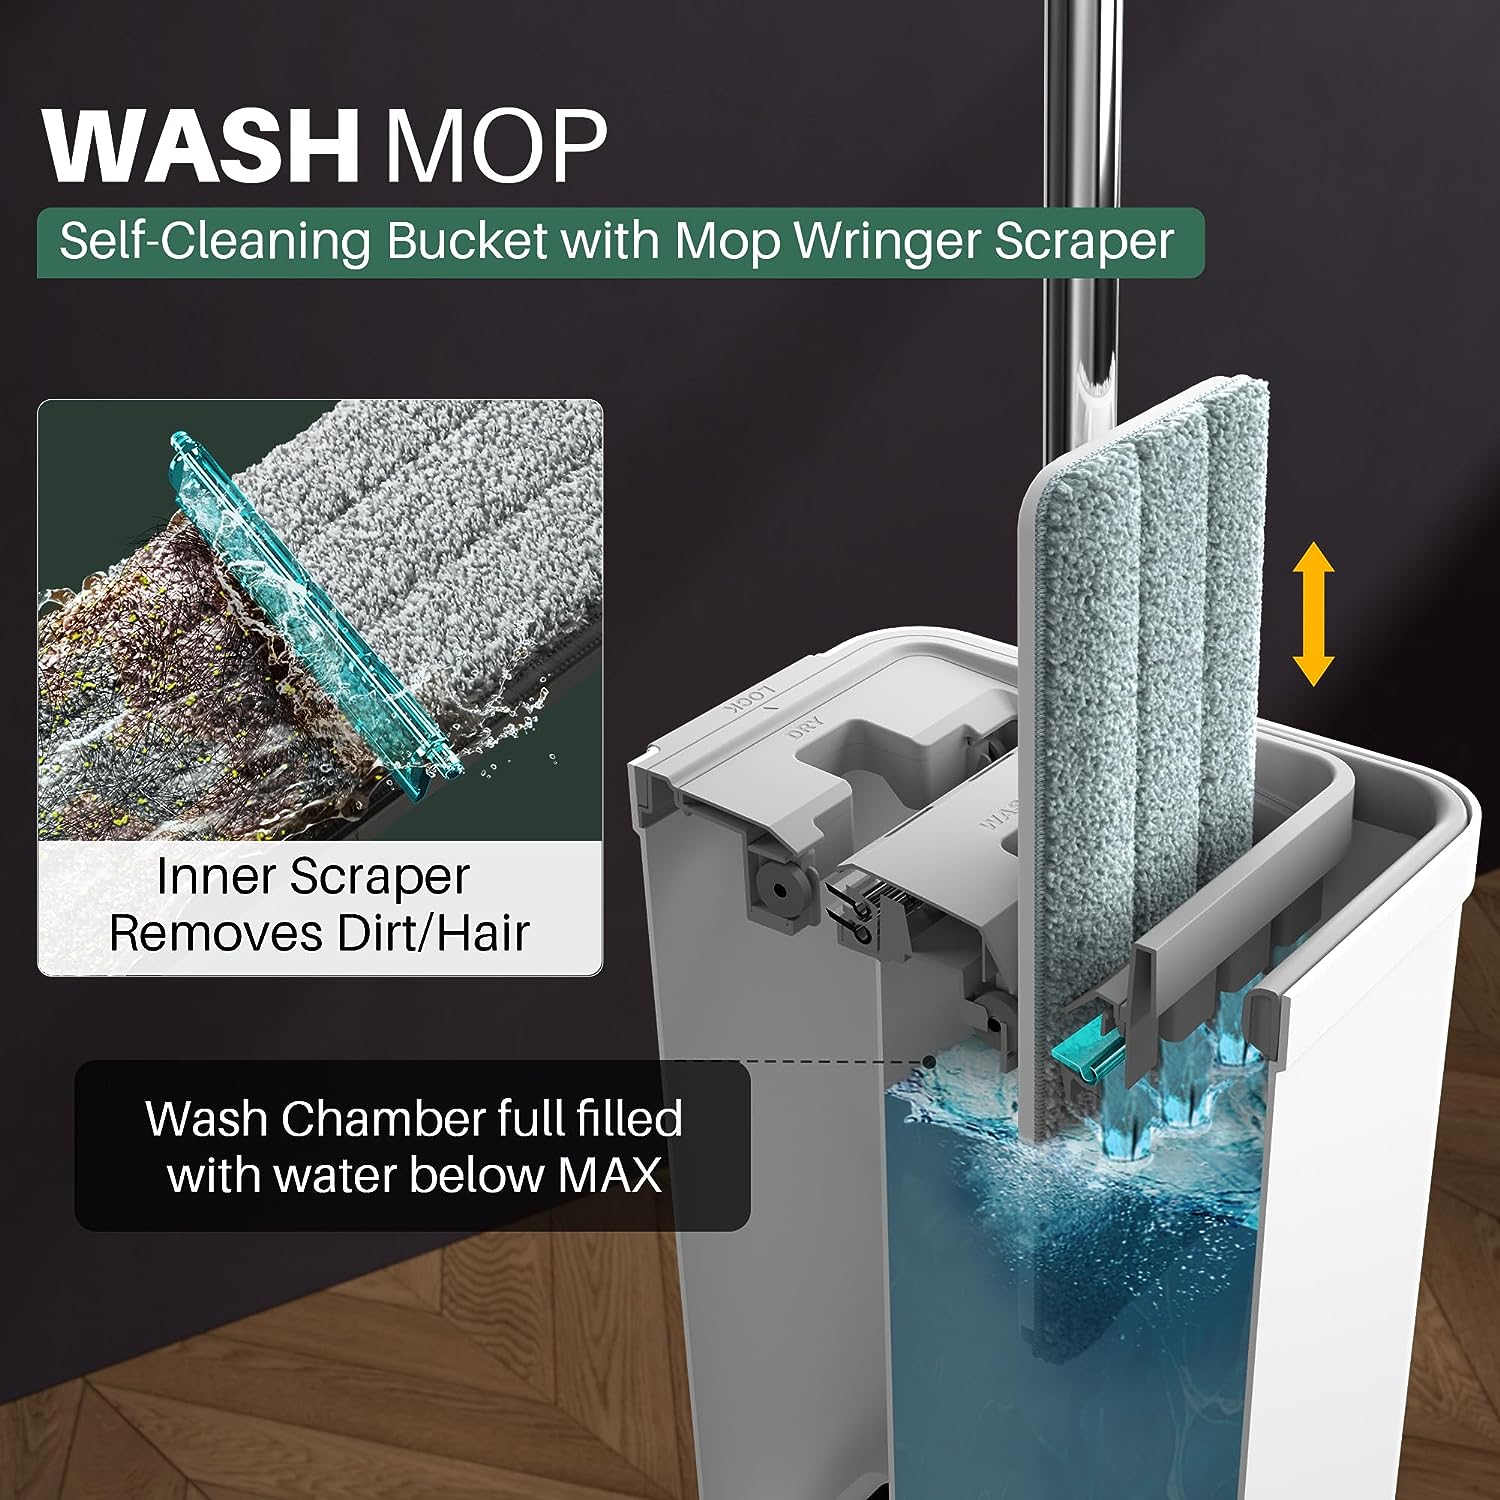 WASH MOP
Self-Cleaning Bucket with Mop Wringer Scraper
LOCK
DRY
WAS
Inner Scraper
Removes Dirt/Hair
Wash Chamber full filled
with water below MAX